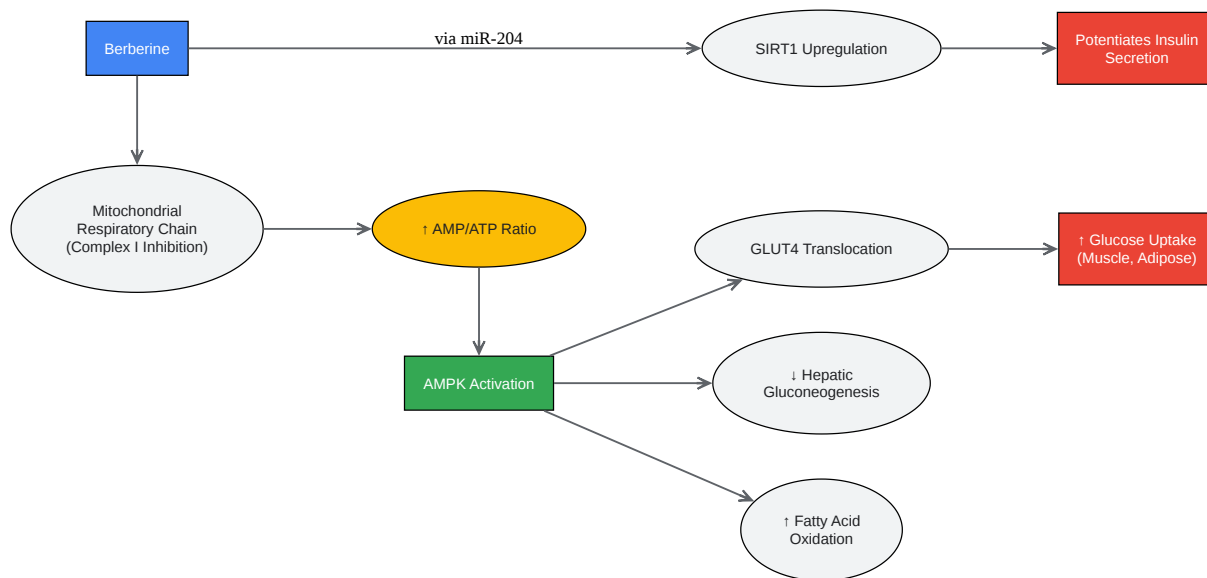 Berberine
via miR-204
SIRT1 Upregulation
Potentiates Insulin
Secretion
Mitochondrial
Respiratory Chain
(Complex I Inhibition)
↑ AMP/ATP Ratio
GLUT4 Translocation
↑ Glucose Uptake
(Muscle, Adipose)
AMPK Activation
↓ Hepatic
Gluconeogenesis
↑ Fatty Acid
Oxidation